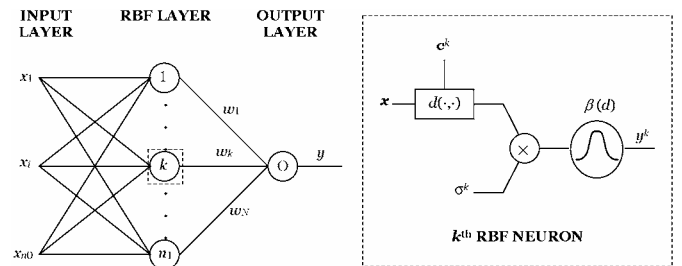 INPUT LAYER
RBF LAYER
OUTPUT LAYER
x1
xi
xn0
1
k
n1
w1
wk
wN
O
y
c^k
x
d(·,·)
×
σ^k
β(d)
y^k
k^th RBF NEURON